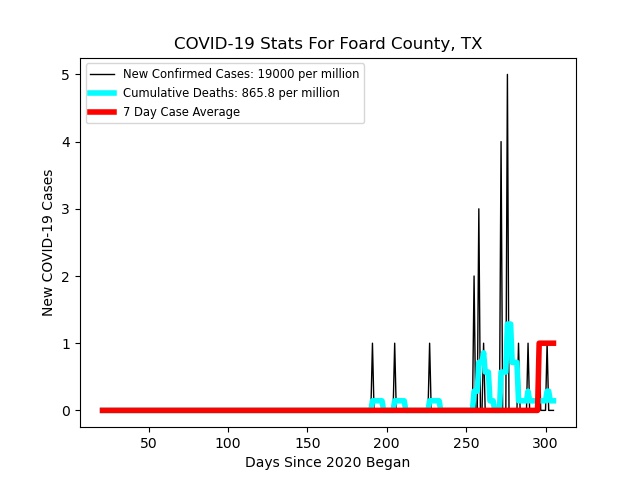 COVID-19 Stats For Foard County, TX
New Confirmed Cases: 19000 per million
Cumulative Deaths: 865.8 per million
7 Day Case Average
New COVID-19 Cases
5
4
3
2
1
0
50 100 150 200 250 300
Days Since 2020 Began